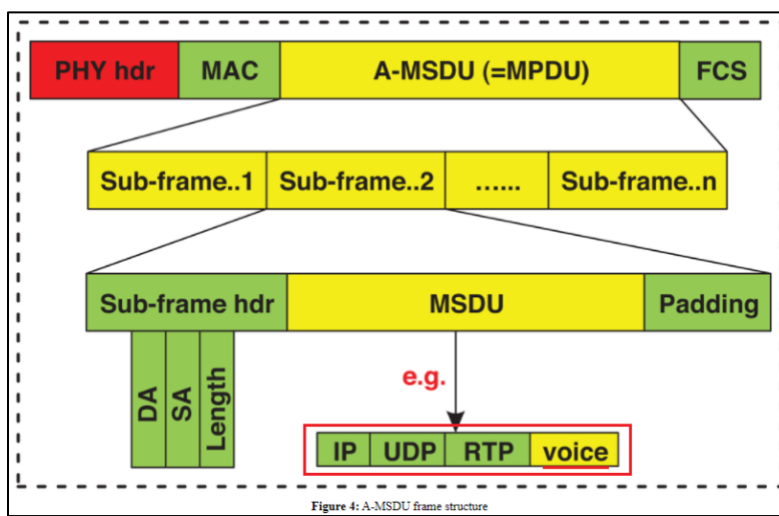 PHY hdr MAC A-MSDU (=MPDU) FCS
Sub-frame..1 Sub-frame..2 ...... Sub-frame..n
Sub-frame hdr MSDU Padding
DA SA Length
e.g.
IP UDP RTP voice
Figure 4: A-MSDU frame structure